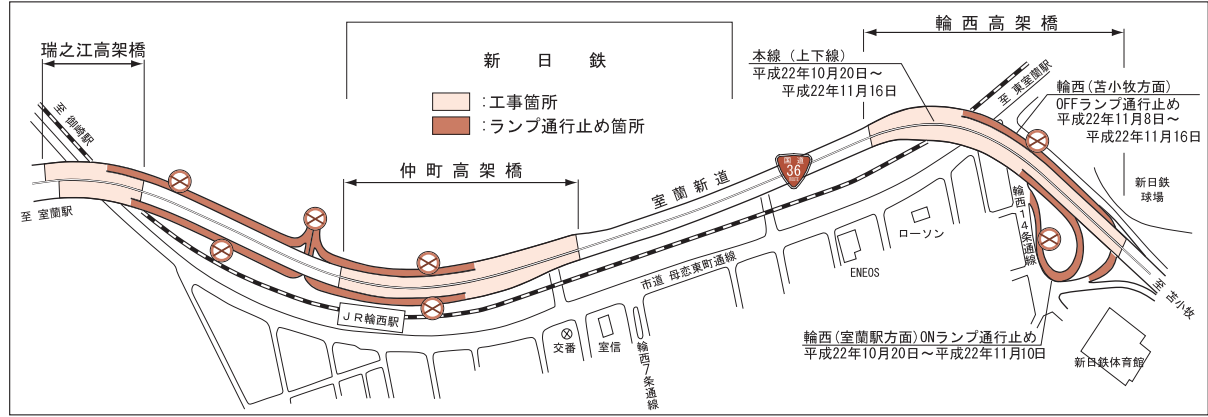 瑞之江高架橋
新日鉄
:工事箇所
:ランプ通行止め箇所
輪西高架橋
本線(上下線)
平成22年10月20日~
平成22年11月16日
至 東室蘭駅
輪西(苫小牧方面)
OFFランプ通行止め
平成22年11月8日~
平成22年11月16日
至 御崎駅
仲町高架橋
国道
36
ROUTE
室蘭新道
新日鉄
球場
至 室蘭駅
輪西14条通線
ローソン
ENEOS
市道 母恋東町通線
至 苫小牧
JR輪西駅
交番
室信
輪西7条通線
輪西(室蘭駅方面)ONランプ通行止め
平成22年10月20日~平成22年11月10日
新日鉄体育館